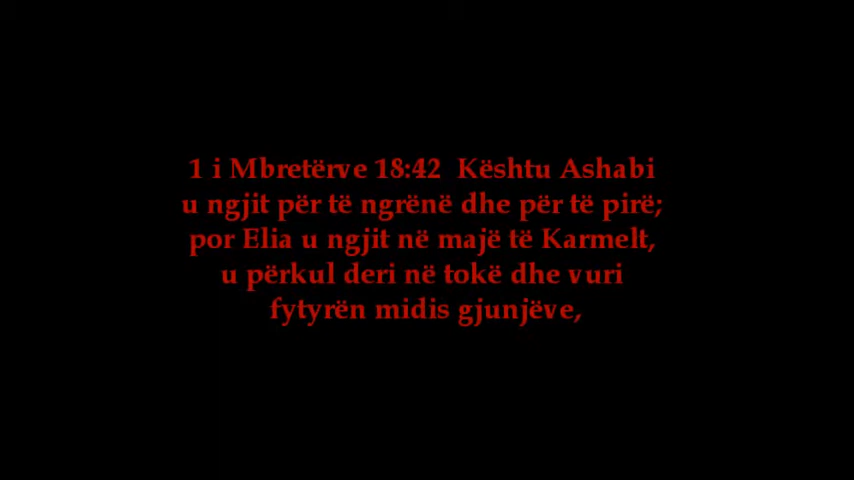 1 i Mbretërve 18:42  Kështu Ashabi
u ngjit për të ngrënë dhe për të pirë;
por Elia u ngjit në majë të Karmelt,
u përkul deri në tokë dhe vuri
fytyrën midis gjunjëve,